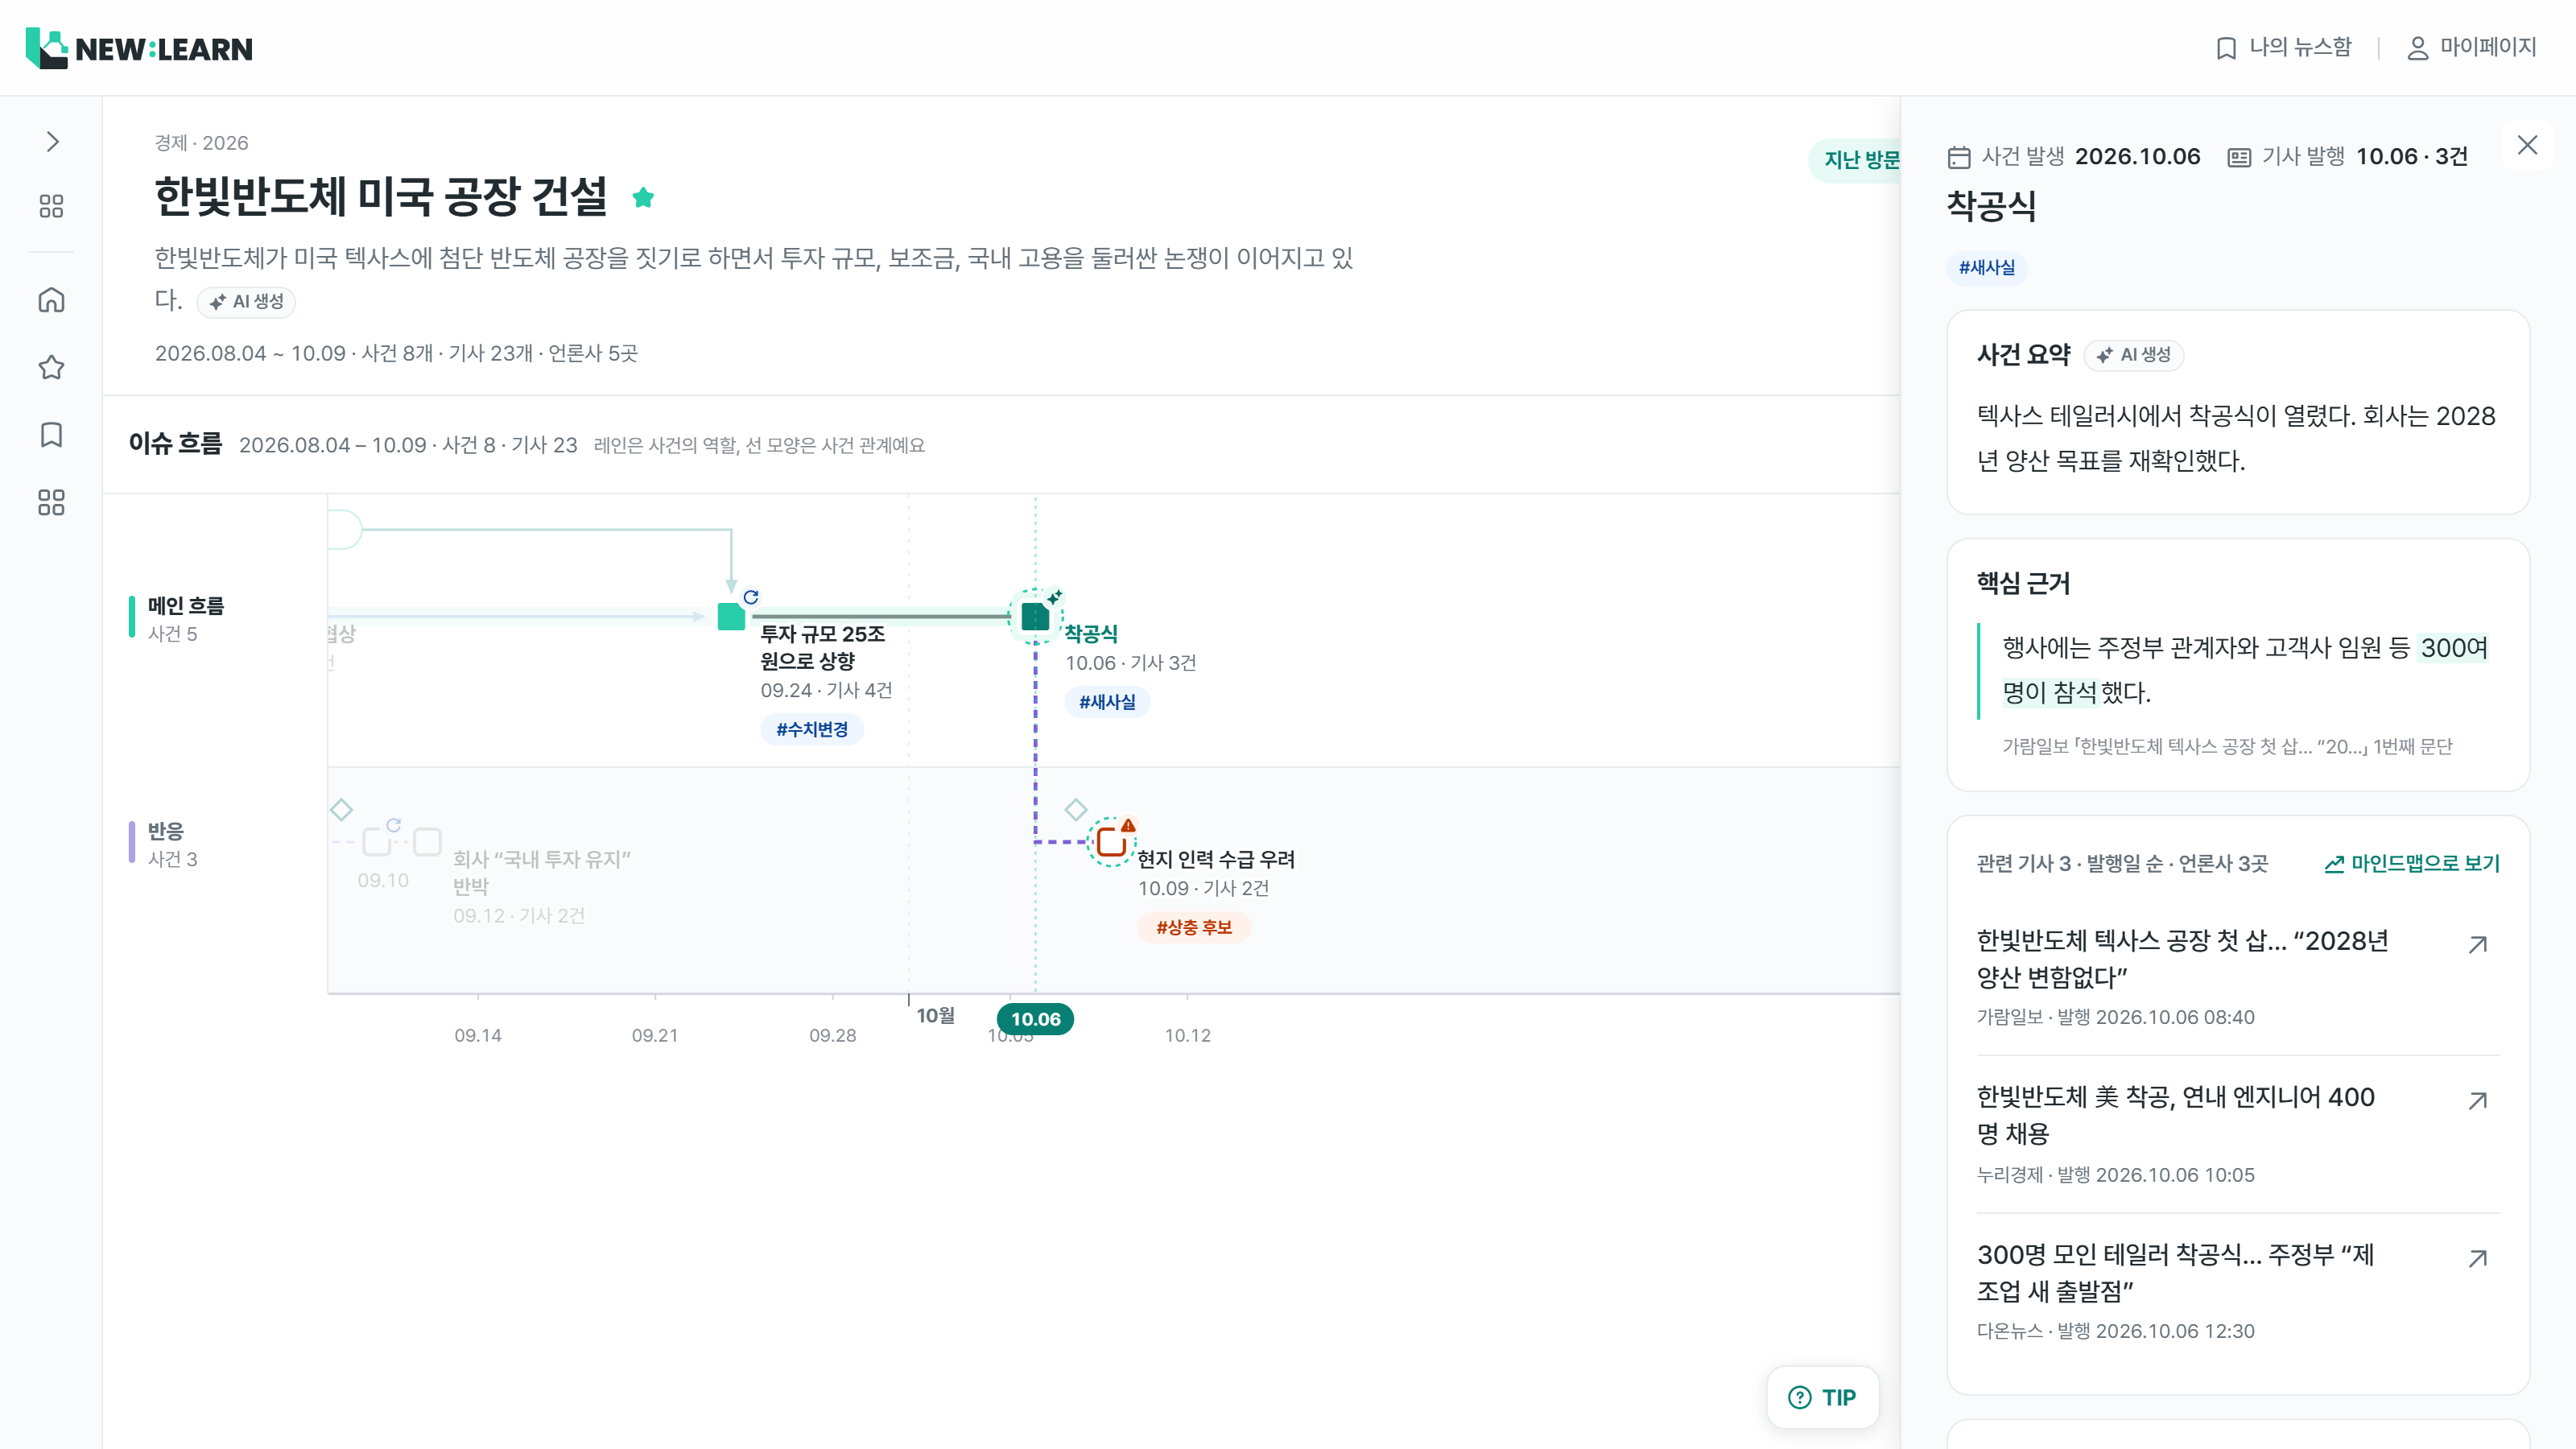 NEW:LEARN
나의 뉴스함
마이페이지
경제 · 2026
한빛반도체 미국 공장 건설
지난 방문
한빛반도체가 미국 텍사스에 첨단 반도체 공장을 짓기로 하면서 투자 규모, 보조금, 국내 고용을 둘러싼 논쟁이 이어지고 있
다. AI 생성
2026.08.04 ~ 10.09 · 사건 8개 · 기사 23개 · 언론사 5곳
이슈 흐름 2026.08.04 – 10.09 · 사건 8 · 기사 23 레인은 사건의 역할, 선 모양은 사건 관계예요
메인 흐름
사건 5
협상
투자 규모 25조
원으로 상향
09.24 · 기사 4건
#수치변경
착공식
10.06 · 기사 3건
#새사실
반응
사건 3
09.10
회사 “국내 투자 유지”
반박
09.12 · 기사 2건
현지 인력 수급 우려
10.09 · 기사 2건
#상충 후보
10월
10.06
09.14
09.21
09.28
10.05
10.12
TIP
사건 발생 2026.10.06 기사 발행 10.06 · 3건
착공식
#새사실
사건 요약 AI 생성
텍사스 테일러시에서 착공식이 열렸다. 회사는 2028
년 양산 목표를 재확인했다.
핵심 근거
행사에는 주정부 관계자와 고객사 임원 등 300여
명이 참석했다.
가람일보 「한빛반도체 텍사스 공장 첫 삽… “20…」 1번째 문단
관련 기사 3 · 발행일 순 · 언론사 3곳
마인드맵으로 보기
한빛반도체 텍사스 공장 첫 삽… “2028년
양산 변함없다”
가람일보 · 발행 2026.10.06 08:40
한빛반도체 美 착공, 연내 엔지니어 400
명 채용
누리경제 · 발행 2026.10.06 10:05
300명 모인 테일러 착공식… 주정부 “제
조업 새 출발점”
다온뉴스 · 발행 2026.10.06 12:30